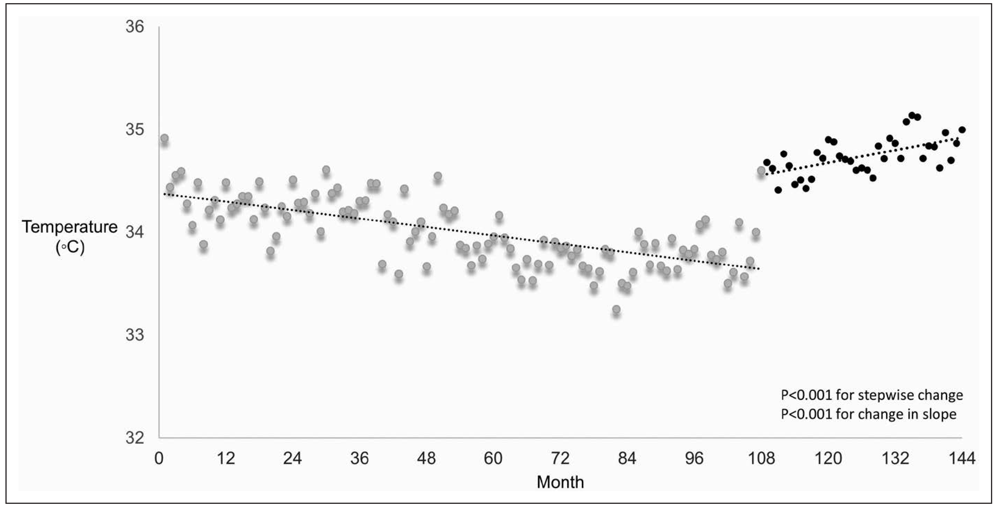 36
35
34
33
32
Temperature
(◦C)
P<0.001 for stepwise change
P<0.001 for change in slope
0 12 24 36 48 60 72 84 96 108 120 132 144
Month